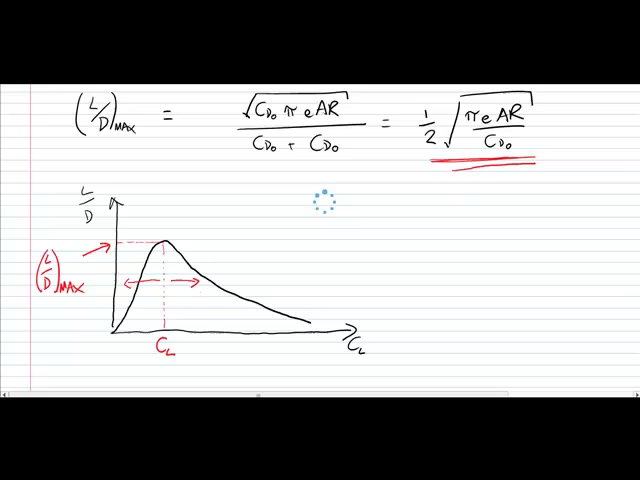 (L/D)MAX = √(CD₀ π e AR) / (CD₀ + CD₀) = 1/2 √(π e AR / CD₀)
L/D
(L/D)MAX
CL
CL